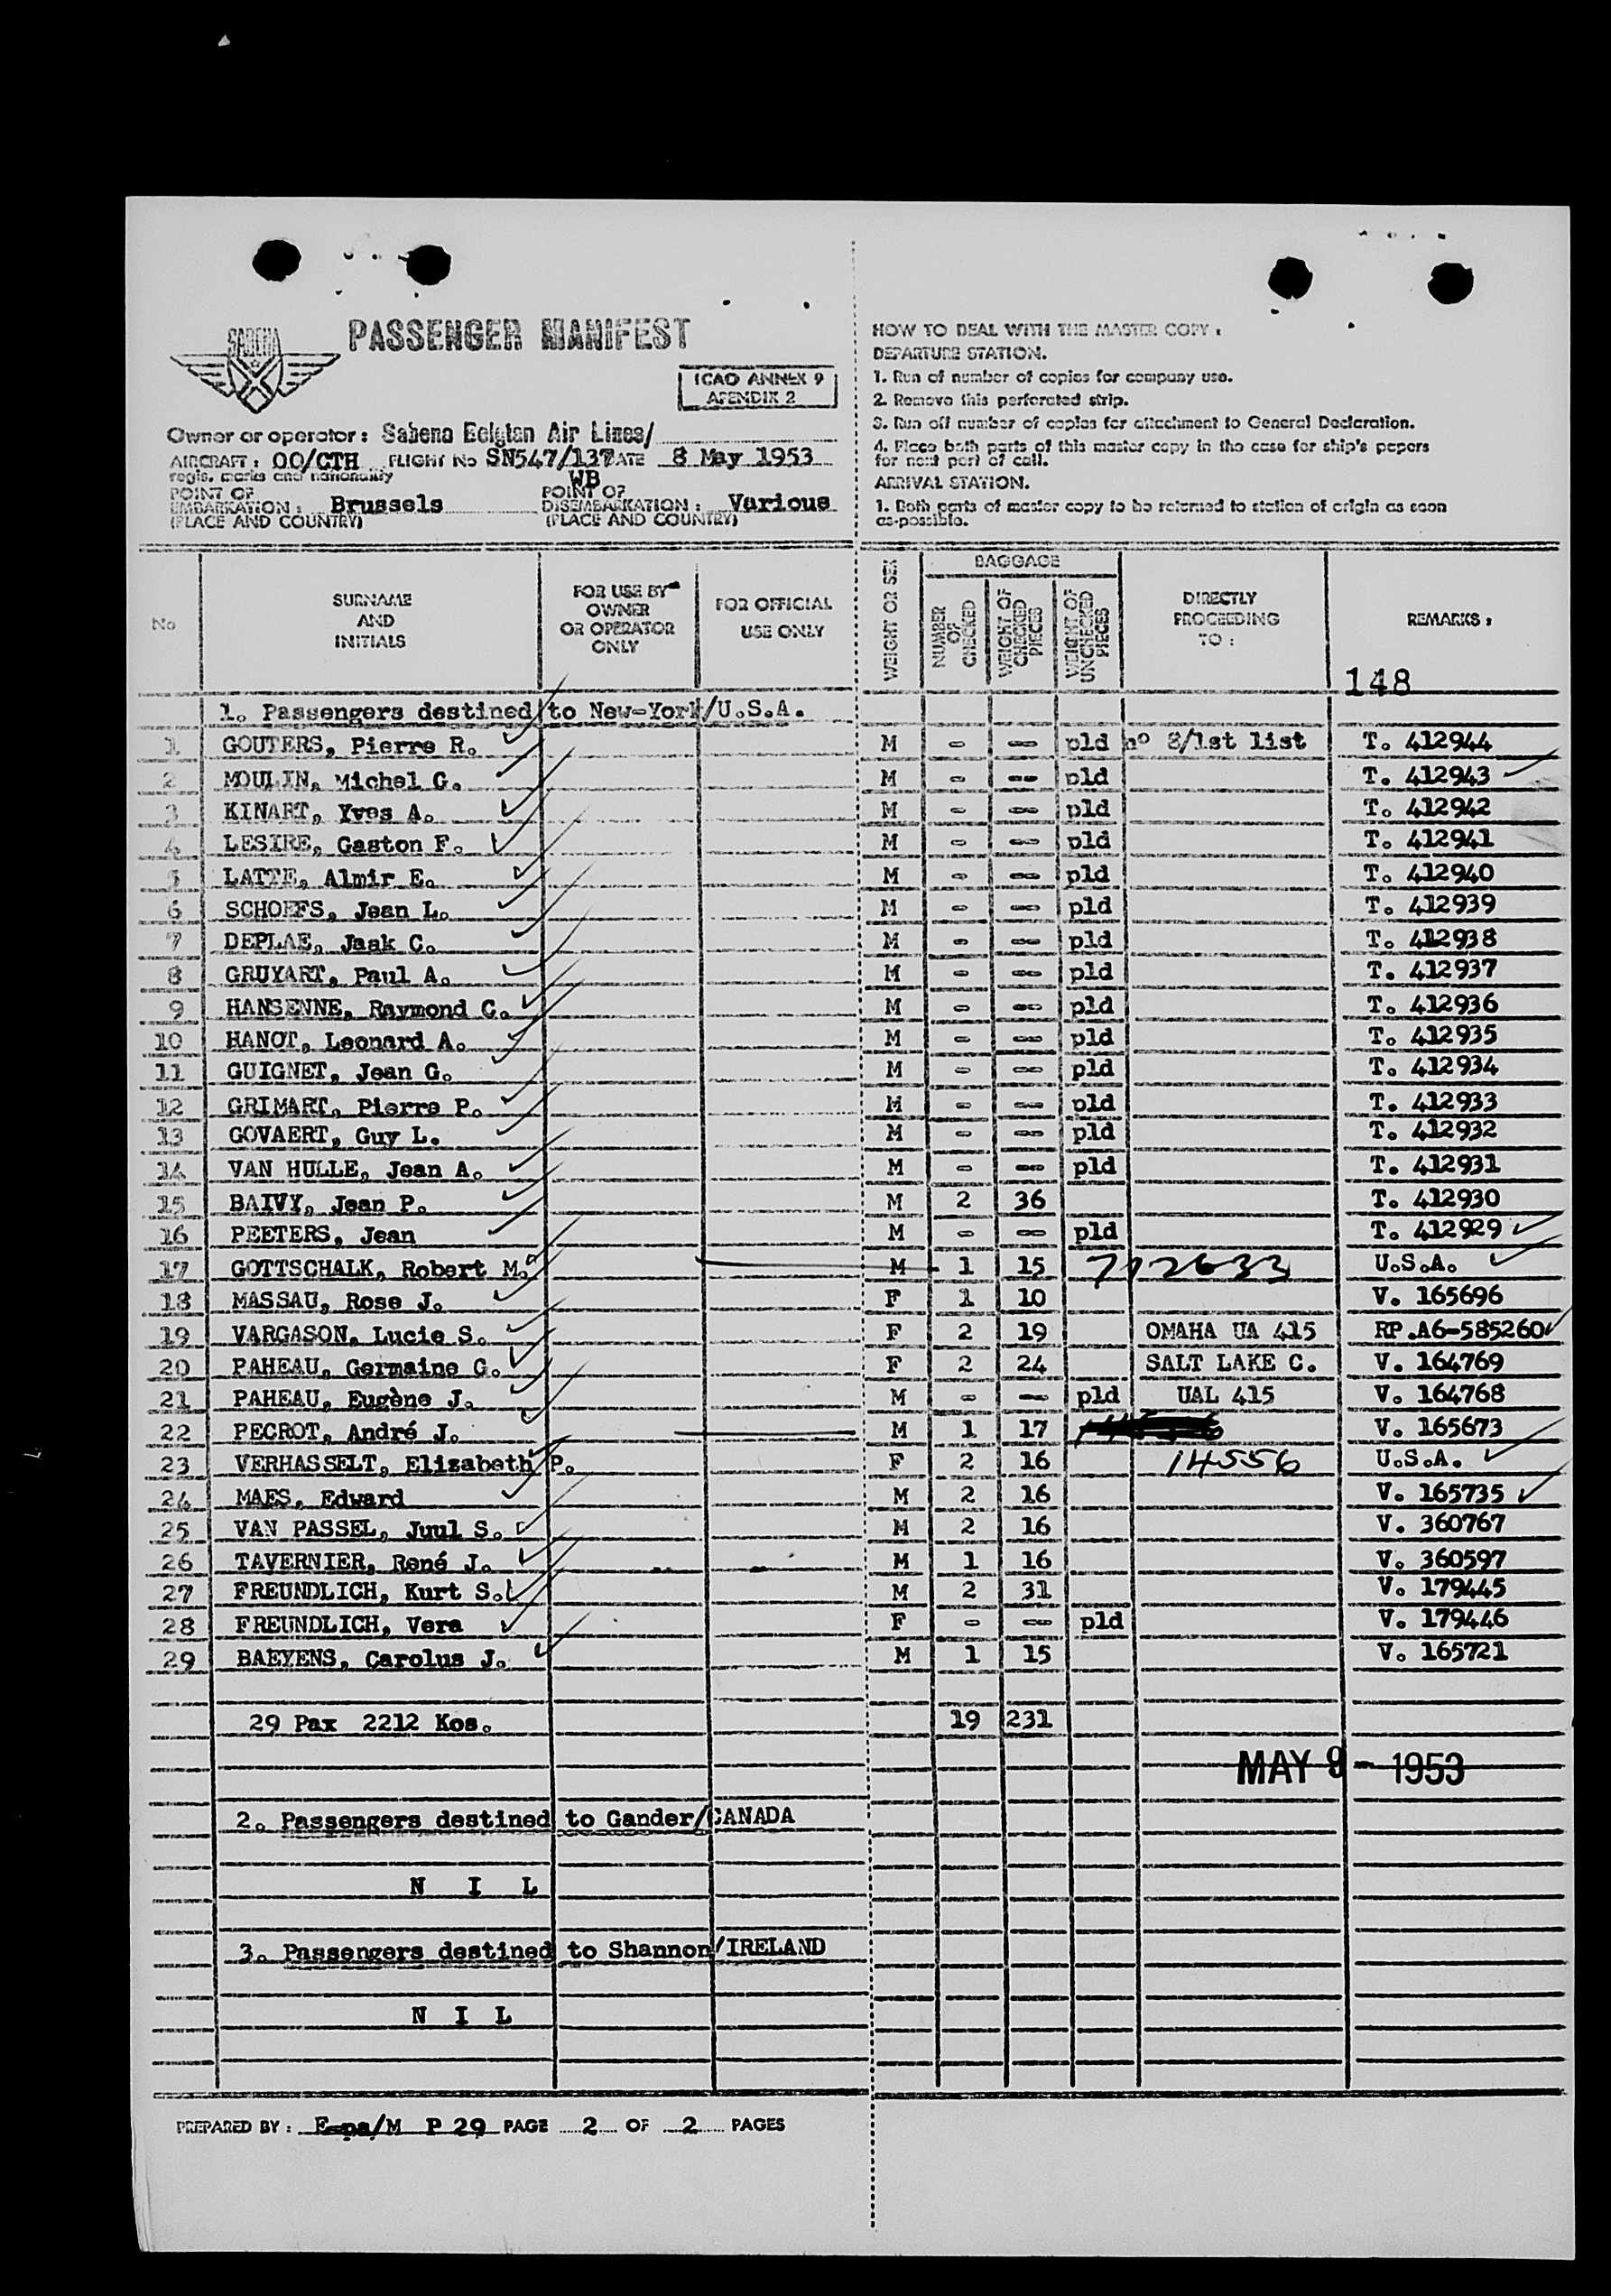 SABENA
PASSENGER MANIFEST
ICAO ANNEX 9
APENDIX 2
Owner or operator: Sabena Belgian Air Lines/
AIRCRAFT: OO/CTH FLIGHT No SN547/137 DATE 8 May 1953
regis. marks and nationality WB
POINT OF EMBARKATION: Brussels POINT OF DISEMBARKATION: Various
(PLACE AND COUNTRY) (PLACE AND COUNTRY)
HOW TO DEAL WITH THE MASTER COPY:
DEPARTURE STATION.
1. Run of number of copies for company use.
2. Remove this perforated strip.
3. Run off number of copies for attachment to General Declaration.
4. Place both parts of this master copy in the case for ship's papers
for next port of call.
ARRIVAL STATION.
1. Both parts of master copy to be returned to station of origin as soon
as possible.
No SURNAME AND INITIALS FOR USE BY OWNER OR OPERATOR ONLY FOR OFFICIAL USE ONLY WEIGHT OR SEX BAGGAGE NUMBER OF CHECKED WEIGHT OF CHECKED PIECES WEIGHT OF UNCHECKED PIECES DIRECTLY PROCEEDING TO: REMARKS:
148
1. Passengers destined to New-York/U.S.A.
1 GOUTERS, Pierre R. M - -- pld n° 8/1st list T. 412944
2 MOULIN, Michel G. M - -- pld T. 412943
3 KINART, Yves A. M - -- pld T. 412942
4 LESIRE, Gaston F. M - -- pld T. 412941
5 LATTE, Almir E. M - -- pld T. 412940
6 SCHOEFS, Jean L. M - -- pld T. 412939
7 DEPLAE, Jaak C. M - -- pld T. 412938
8 GRUYART, Paul A. M - -- pld T. 412937
9 HANSENNE, Raymond C. M - -- pld T. 412936
10 HANOT, Leonard A. M - -- pld T. 412935
11 GUIGNET, Jean G. M - -- pld T. 412934
12 GRIMART, Pierre P. M - -- pld T. 412933
13 GOVAERT, Guy L. M - -- pld T. 412932
14 VAN HULLE, Jean A. M - -- pld T. 412931
15 BAIVY, Jean P. M 2 36 T. 412930
16 PEETERS, Jean M - -- pld T. 412929
17 GOTTSCHALK, Robert M. M 1 15 712633 U.S.A.
18 MASSAU, Rose J. F 1 10 V. 165696
19 VARGASON, Lucie S. F 2 19 OMAHA UA 415 RP.A6-585260
20 PAHEAU, Germaine G. F 2 24 SALT LAKE C. V. 164769
21 PAHEAU, Eugène J. M - -- pld UAL 415 V. 164768
22 PECROT, André J. M 1 17 V. 165673
23 VERHASSELT, Elizabeth P. F 2 16 14556 U.S.A.
24 MAES, Edward M 2 16 V. 165735
25 VAN PASSEL, Juul S. M 2 16 V. 360767
26 TAVERNIER, René J. M 1 16 V. 360597
27 FREUNDLICH, Kurt S. M 2 31 V. 179445
28 FREUNDLICH, Vera F - -- pld V. 179446
29 BAEYENS, Carolus J. M 1 15 V. 165721
29 Pax 2212 Kos. 19 231
MAY 9 - 1953
2. Passengers destined to Gander/CANADA
N I L
3. Passengers destined to Shannon/IRELAND
N I L
PREPARED BY: E-pa/M P 29 PAGE 2 OF 2 PAGES